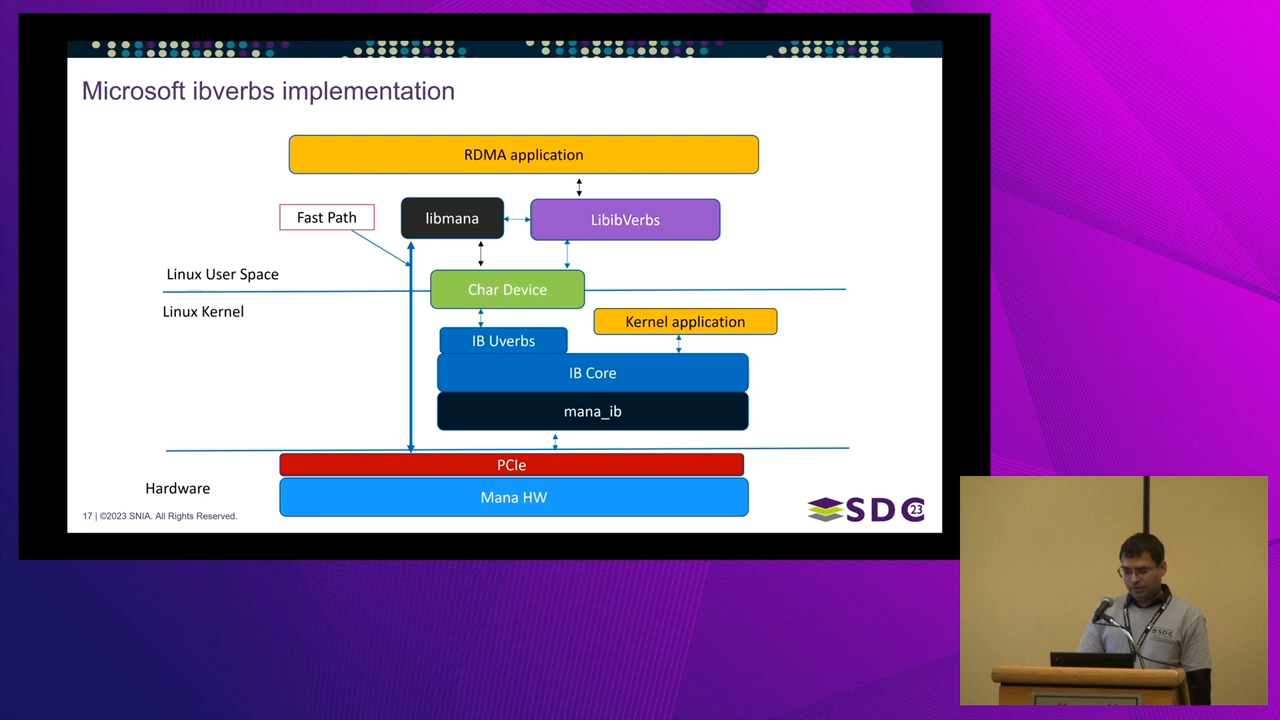 Microsoft ibverbs implementation
RDMA application
Fast Path
libmana
LibibVerbs
Linux User Space
Char Device
Linux Kernel
Kernel application
IB Uverbs
IB Core
mana_ib
PCIe
Hardware
Mana HW
17 | ©2023 SNIA. All Rights Reserved.
SDC 23